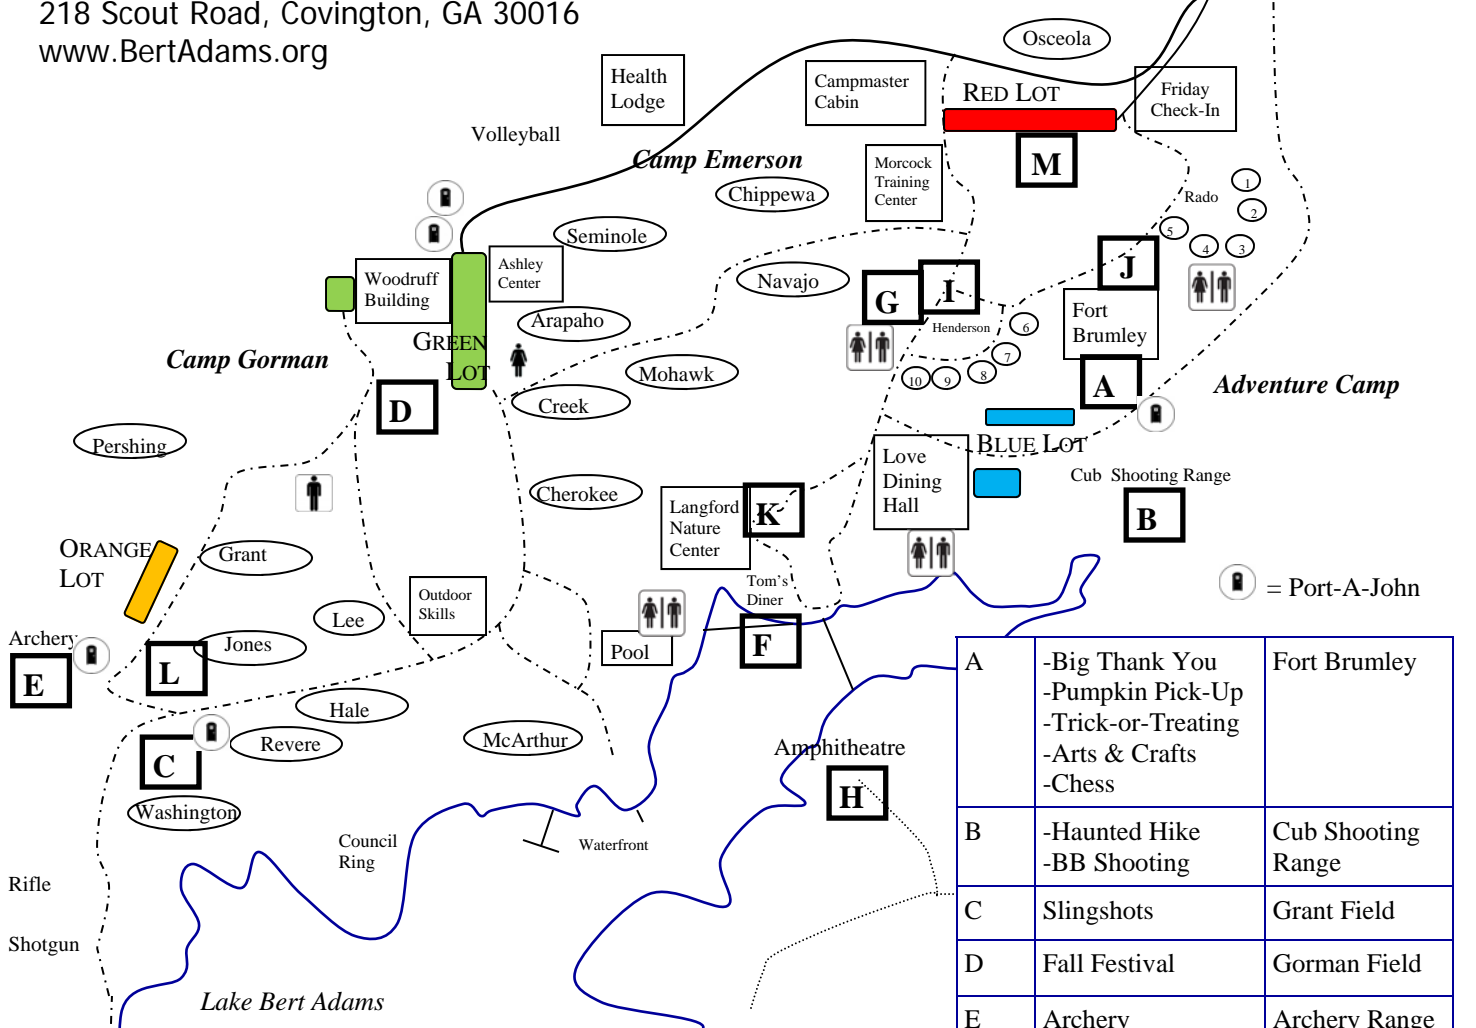 218 Scout Road, Covington, GA 30016
www.BertAdams.org
Osceola
Health
Lodge
Campmaster
Cabin
RED LOT
Friday
Check-In
Volleyball
Camp Emerson
M
Morcock
Training
Center
Chippewa
Rado
1
2
3
4
5
Seminole
Woodruff
Building
Ashley
Center
Navajo
G
I
J
Henderson
Fort
Brumley
6
7
8
9
10
Arapaho
GREEN
LOT
Camp Gorman
Mohawk
Creek
D
A
Adventure Camp
Pershing
BLUE LOT
Love
Dining
Hall
Cub Shooting Range
B
Cherokee
Langford
Nature
Center
K
ORANGE
LOT
Grant
Outdoor
Skills
Tom's
Diner
= Port-A-John
Lee
Archery
E
L
Jones
Pool
F
Hale
Revere
McArthur
C
Washington
Amphitheatre
H
Council
Ring
Waterfront
Rifle
Shotgun
Lake Bert Adams
A
-Big Thank You
-Pumpkin Pick-Up
-Trick-or-Treating
-Arts & Crafts
-Chess
Fort Brumley
B
-Haunted Hike
-BB Shooting
Cub Shooting
Range
C Slingshots Grant Field
D Fall Festival Gorman Field
E Archery Archery Range